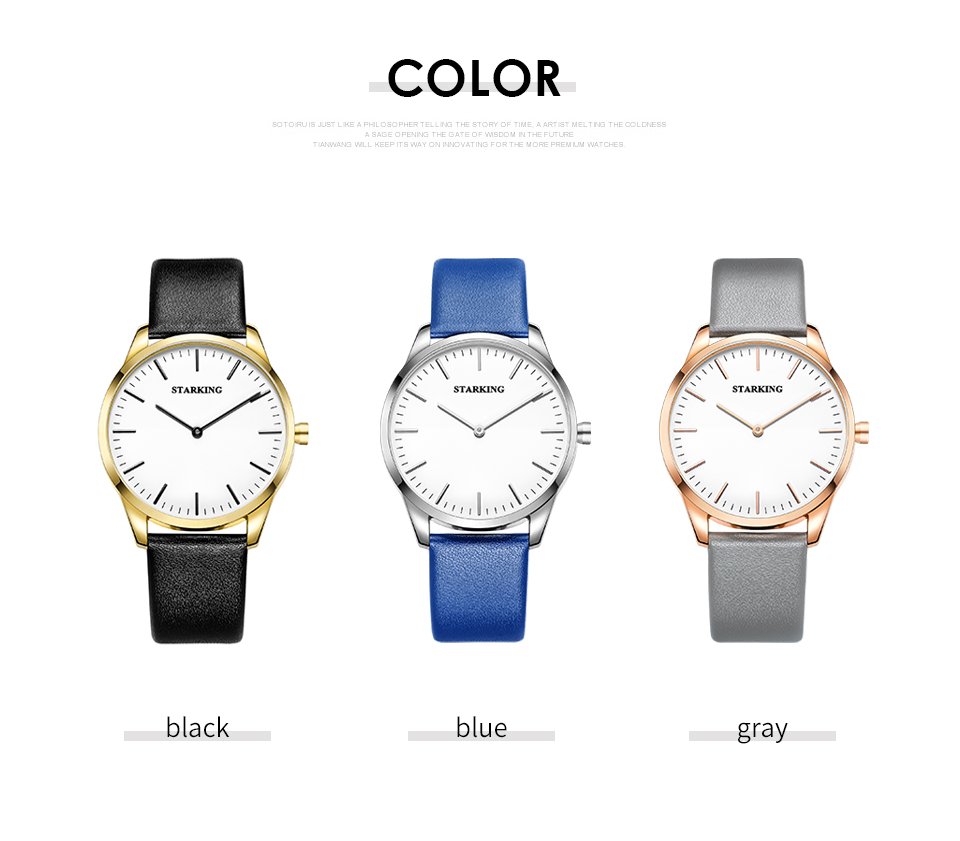 COLOR
SOTOIRU IS JUST LIKE A PHILOSOPHER TELLING THE STORY OF TIME, A ARTIST MELTING THE COLDNESS
A SAGE OPENING THE GATE OF WISDOM IN THE FUTURE
TIANWANG WILL KEEP ITS WAY ON INNOVATING FOR THE MORE PREMIUM WATCHES.
STARKING STARKING STARKING
black blue gray